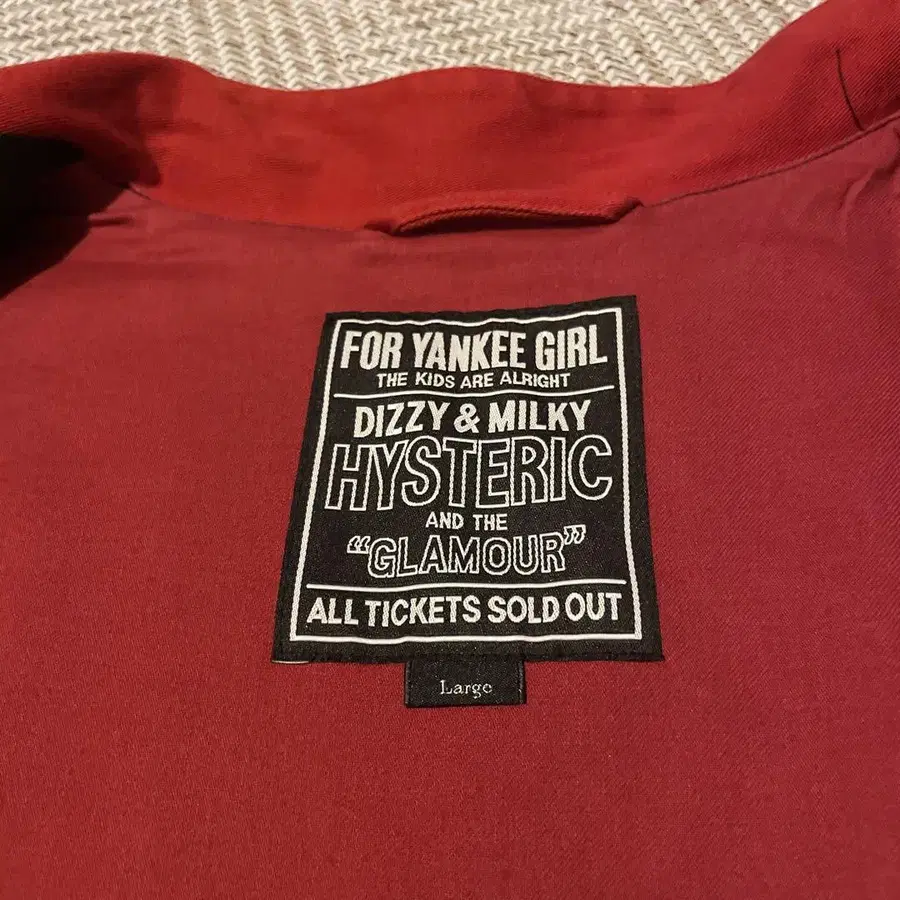 FOR YANKEE GIRL
THE KIDS ARE ALRIGHT
DIZZY & MILKY
HYSTERIC
AND THE
“GLAMOUR”
ALL TICKETS SOLD OUT
Large